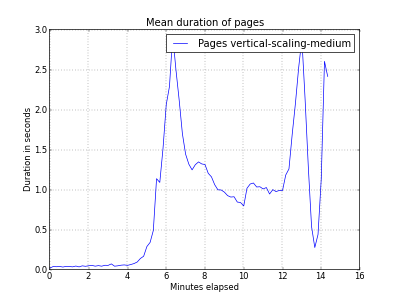 Mean duration of pages
Pages vertical-scaling-medium
Duration in seconds
3.0
2.5
2.0
1.5
1.0
0.5
0.0
0 2 4 6 8 10 12 14 16
Minutes elapsed